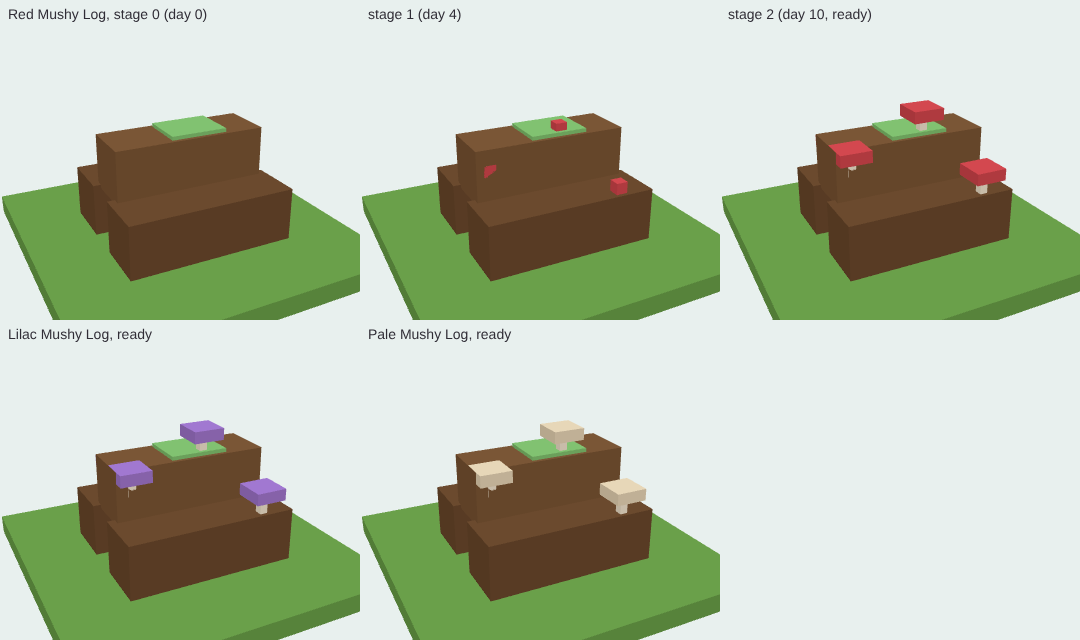 Red Mushy Log, stage 0 (day 0)
stage 1 (day 4)
stage 2 (day 10, ready)
Lilac Mushy Log, ready
Pale Mushy Log, ready